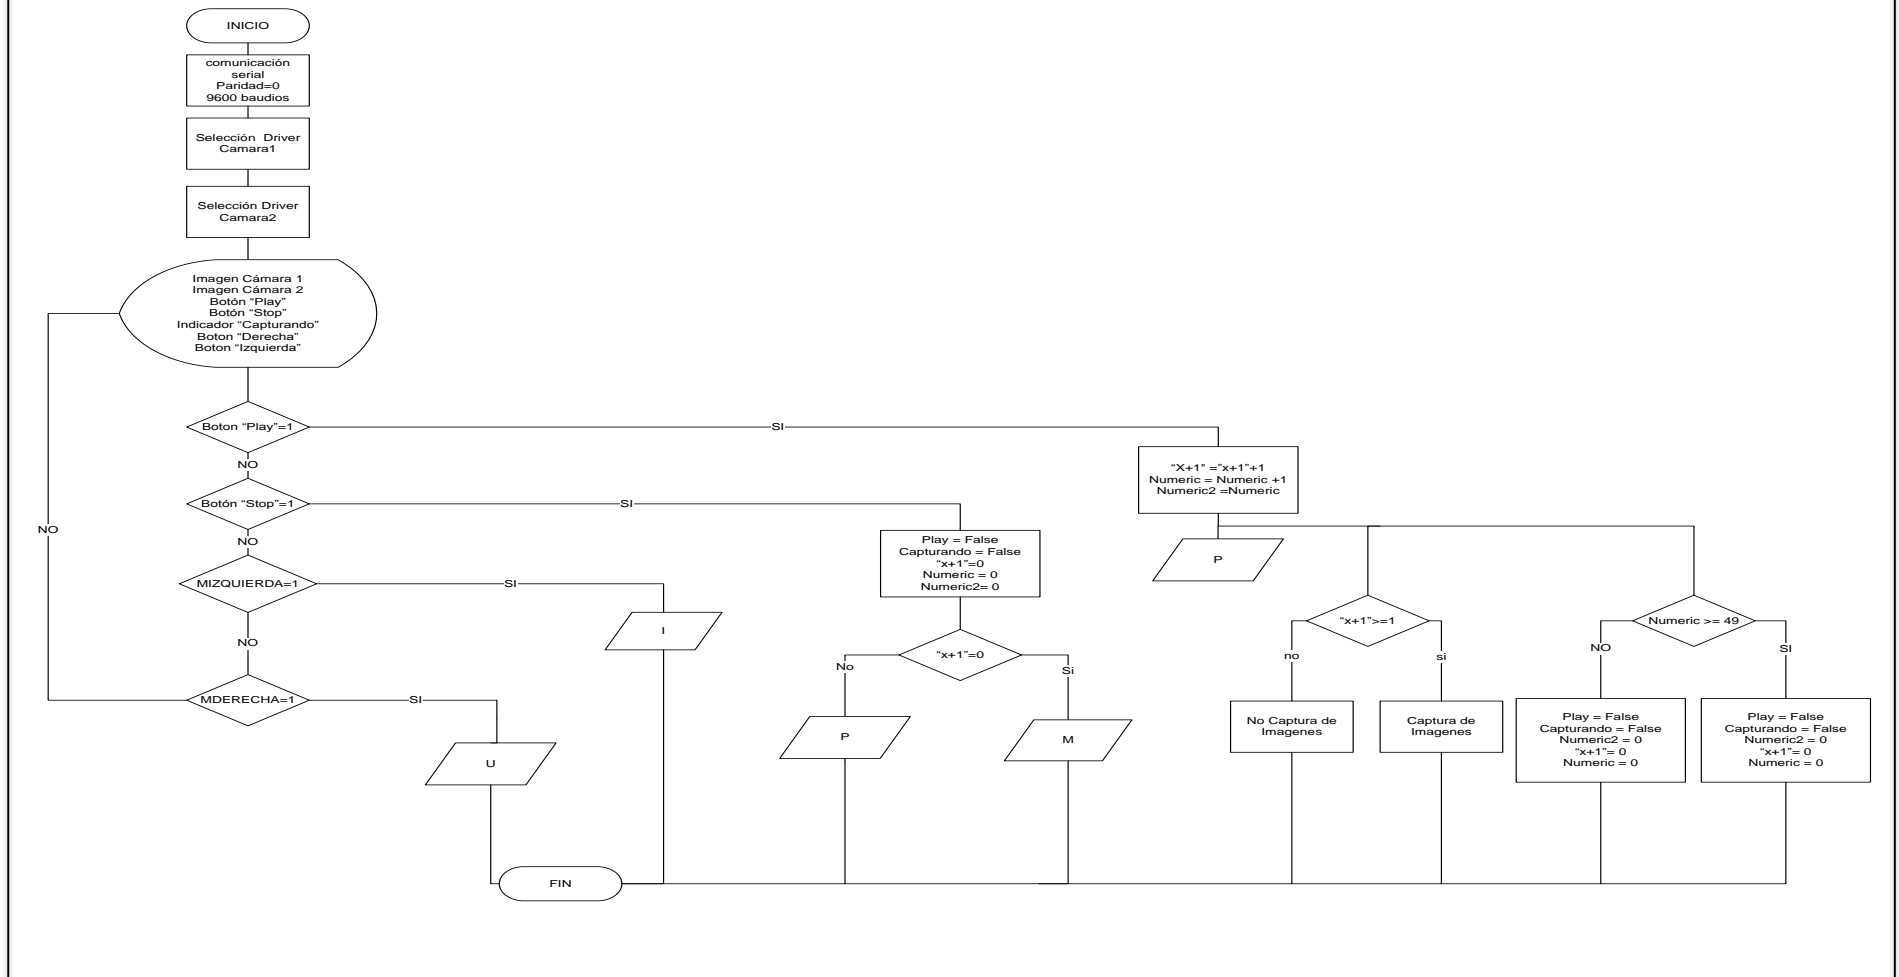 INICIO
comunicación
serial
Paridad=0
9600 baudios
Selección Driver
Camara1
Selección Driver
Camara2
Imagen Cámara 1
Imagen Cámara 2
Botón “Play”
Botón “Stop”
Indicador “Capturando”
Boton “Derecha”
Boton “Izquierda”
Boton “Play”=1
SI
NO
“X+1” =”x+1”+1
Numeric = Numeric +1
Numeric2 =Numeric
Botón “Stop”=1
SI
NO
NO
Play = False
Capturando = False
“x+1”=0
Numeric = 0
Numeric2= 0
P
MIZQUIERDA=1
SI
NO
I
“x+1”=0
No
Si
“x+1”>=1
no
si
Numeric >= 49
NO
SI
MDERECHA=1
SI
U
P
M
No Captura de
Imagenes
Captura de
Imagenes
Play = False
Capturando = False
Numeric2 = 0
“x+1”= 0
Numeric = 0
Play = False
Capturando = False
Numeric2 = 0
“x+1”= 0
Numeric = 0
FIN